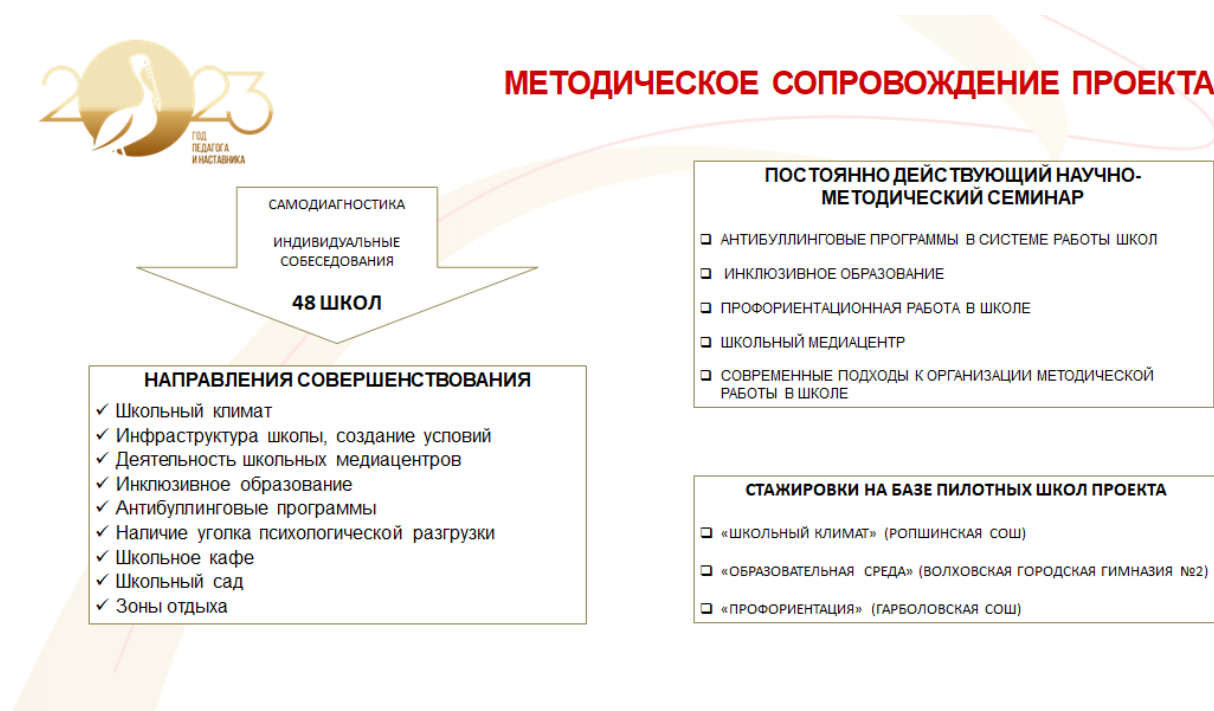 2023
ГОД
ПЕДАГОГА
И НАСТАВНИКА
МЕТОДИЧЕСКОЕ СОПРОВОЖДЕНИЕ ПРОЕКТА
САМОДИАГНОСТИКА
ИНДИВИДУАЛЬНЫЕ
СОБЕСЕДОВАНИЯ
48 ШКОЛ
НАПРАВЛЕНИЯ СОВЕРШЕНСТВОВАНИЯ
✓ Школьный климат
✓ Инфраструктура школы, создание условий
✓ Деятельность школьных медиацентров
✓ Инклюзивное образование
✓ Антибуллинговые программы
✓ Наличие уголка психологической разгрузки
✓ Школьное кафе
✓ Школьный сад
✓ Зоны отдыха
ПОСТОЯННО ДЕЙСТВУЮЩИЙ НАУЧНО-
МЕТОДИЧЕСКИЙ СЕМИНАР
❑ АНТИБУЛЛИНГОВЫЕ ПРОГРАММЫ В СИСТЕМЕ РАБОТЫ ШКОЛ
❑ ИНКЛЮЗИВНОЕ ОБРАЗОВАНИЕ
❑ ПРОФОРИЕНТАЦИОННАЯ РАБОТА В ШКОЛЕ
❑ ШКОЛЬНЫЙ МЕДИАЦЕНТР
❑ СОВРЕМЕННЫЕ ПОДХОДЫ К ОРГАНИЗАЦИИ МЕТОДИЧЕСКОЙ
РАБОТЫ В ШКОЛЕ
СТАЖИРОВКИ НА БАЗЕ ПИЛОТНЫХ ШКОЛ ПРОЕКТА
❑ «ШКОЛЬНЫЙ КЛИМАТ» (РОПШИНСКАЯ СОШ)
❑ «ОБРАЗОВАТЕЛЬНАЯ СРЕДА» (ВОЛХОВСКАЯ ГОРОДСКАЯ ГИМНАЗИЯ №2)
❑ «ПРОФОРИЕНТАЦИЯ» (ГАРБОЛОВСКАЯ СОШ)